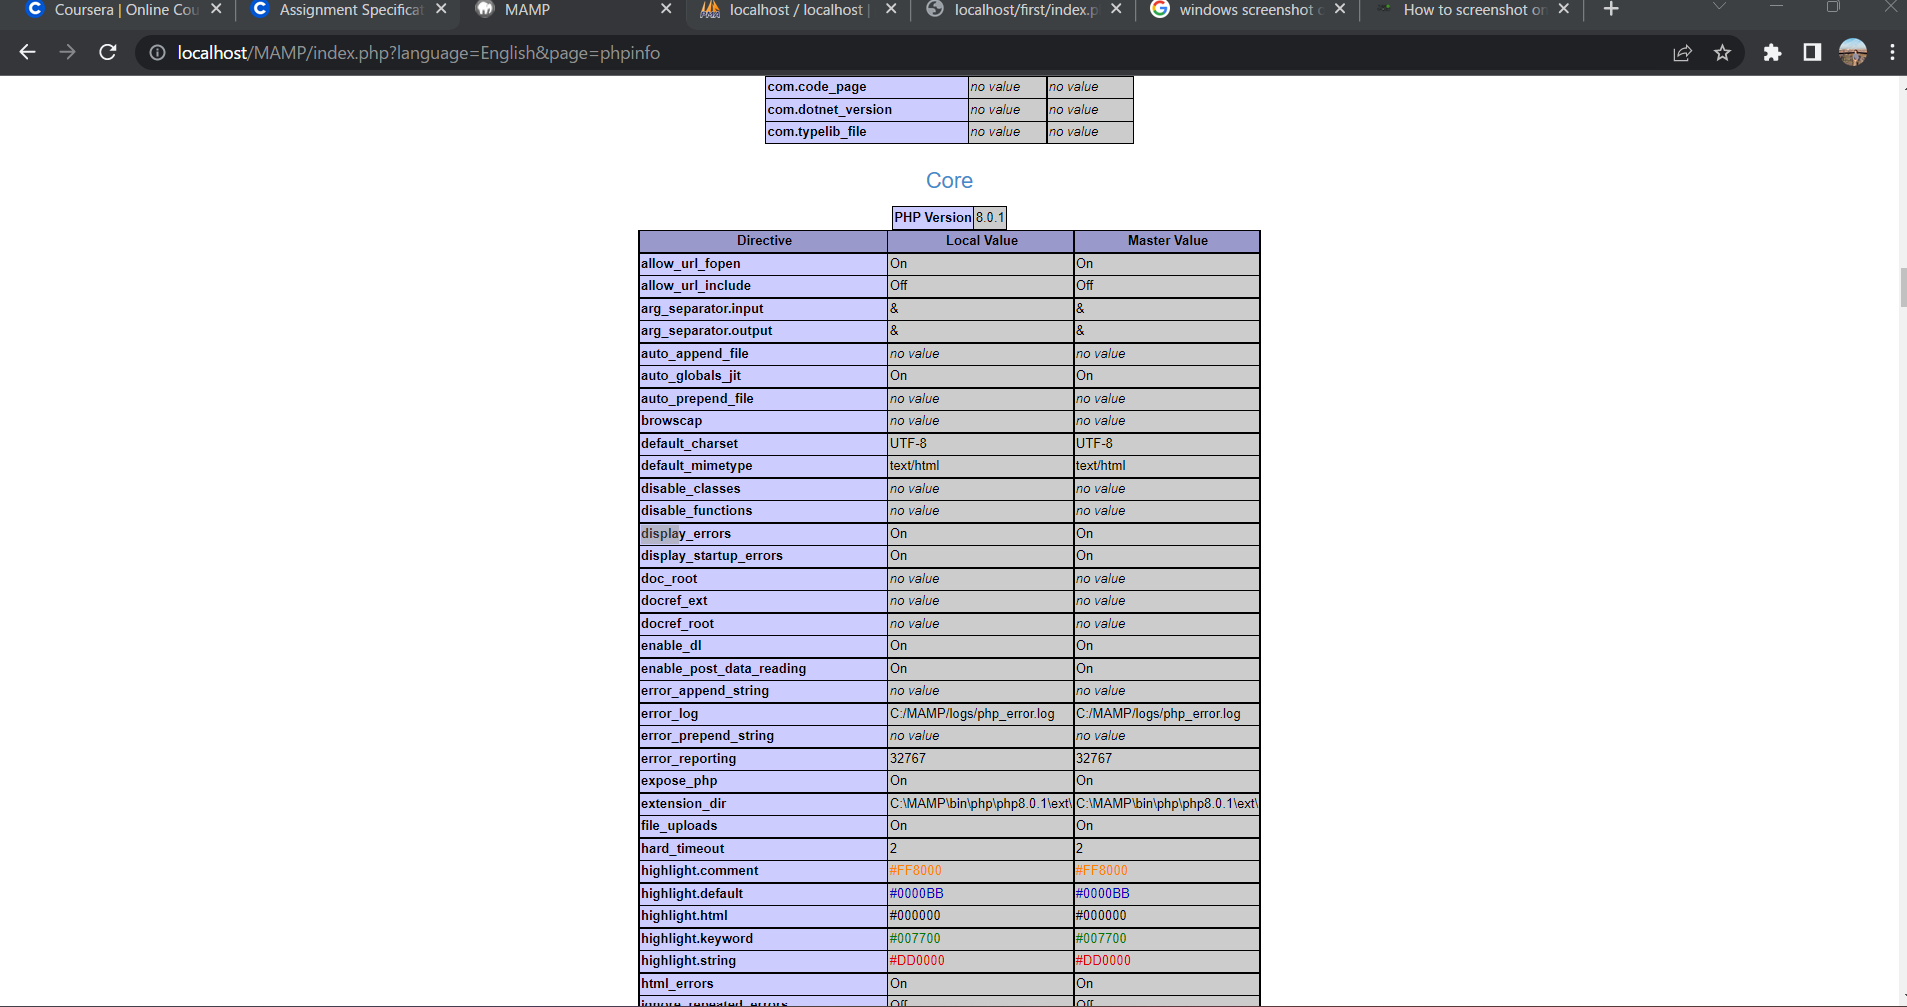 Coursera | Online Cou
Assignment Specificat
MAMP
localhost / localhost |
localhost/first/index.p
windows screenshot
How to screenshot on
localhost/MAMP/index.php?language=English&page=phpinfo
com.code_page no value no value
com.dotnet_version no value no value
com.typelib_file no value no value
Core
PHP Version 8.0.1
Directive Local Value Master Value
allow_url_fopen On On
allow_url_include Off Off
arg_separator.input & &
arg_separator.output & &
auto_append_file no value no value
auto_globals_jit On On
auto_prepend_file no value no value
browscap no value no value
default_charset UTF-8 UTF-8
default_mimetype text/html text/html
disable_classes no value no value
disable_functions no value no value
display_errors On On
display_startup_errors On On
doc_root no value no value
docref_ext no value no value
docref_root no value no value
enable_dl On On
enable_post_data_reading On On
error_append_string no value no value
error_log C:/MAMP/logs/php_error.log C:/MAMP/logs/php_error.log
error_prepend_string no value no value
error_reporting 32767 32767
expose_php On On
extension_dir C:\MAMP\bin\php\php8.0.1\ext\ C:\MAMP\bin\php\php8.0.1\ext\
file_uploads On On
hard_timeout 2 2
highlight.comment #FF8000 #FF8000
highlight.default #0000BB #0000BB
highlight.html #000000 #000000
highlight.keyword #007700 #007700
highlight.string #DD0000 #DD0000
html_errors On On
ignore_repeated_errors Off Off